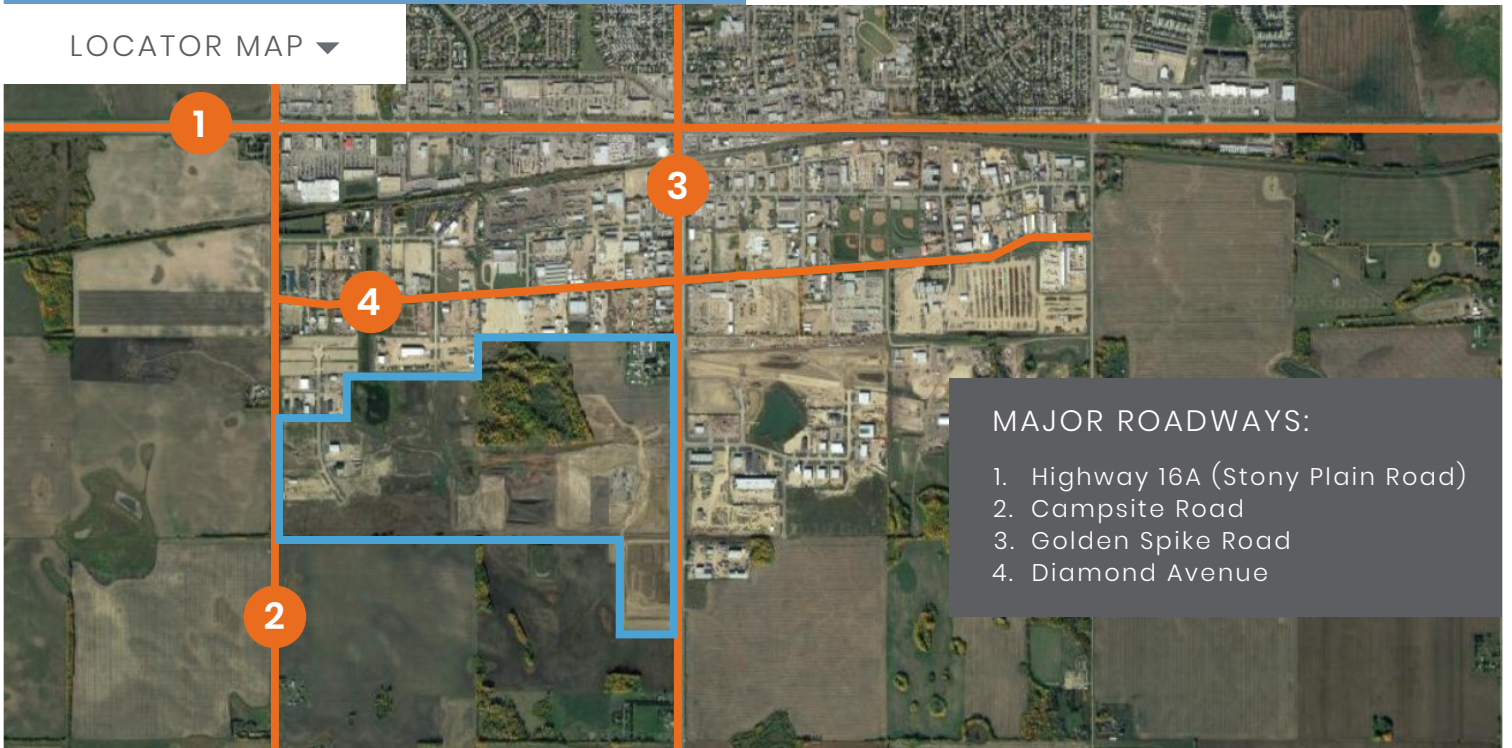 LOCATOR MAP
1
3
4
2
MAJOR ROADWAYS:
1. Highway 16A (Stony Plain Road)
2. Campsite Road
3. Golden Spike Road
4. Diamond Avenue